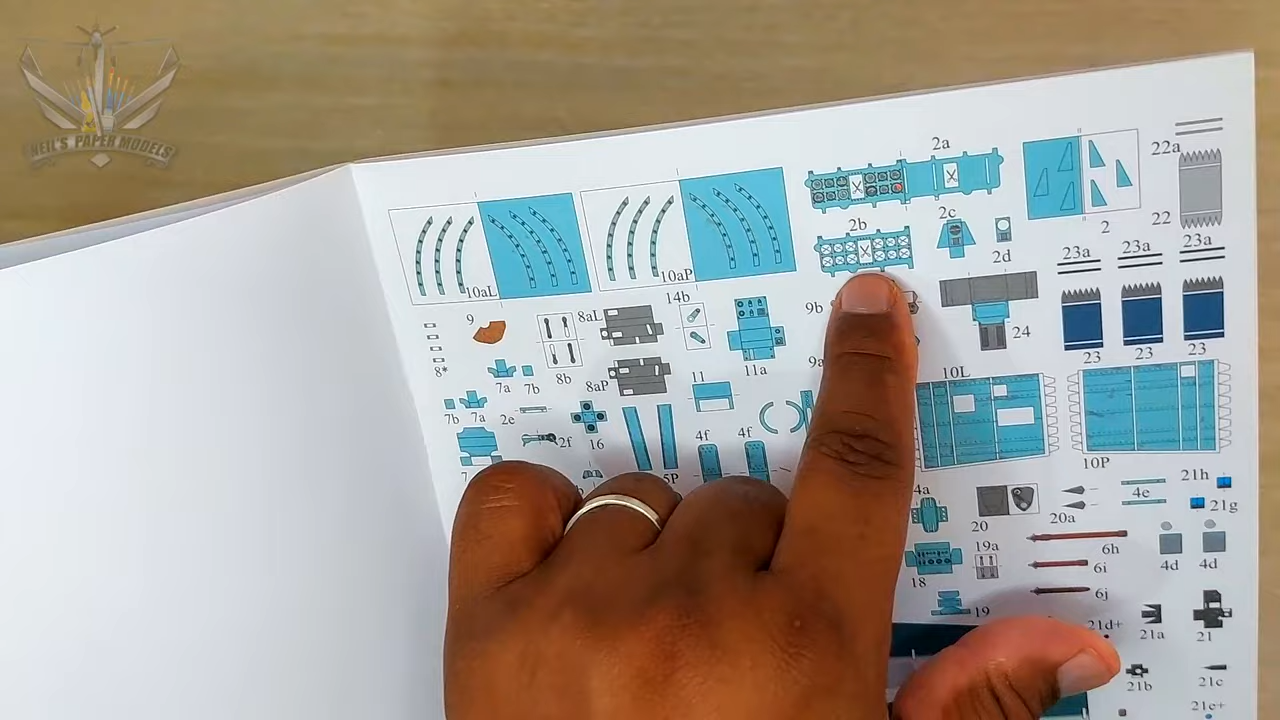 NEIL'S PAPER MODELS
2a
22a
2b
2c
2
22
2d
23a
23a
23a
10aL
10aP
14b
9
8aL
9b
24
8*
7a
7b
8b
8aP
11a
23
23
23
11
10L
7b
7a
2e
2f
16
4f
4f
10P
7
5P
4a
20
20a
4e
21h
21g
19a
6h
4d
4d
18
6i
19
6j
21d+
21a
21
21b
21c
21e+